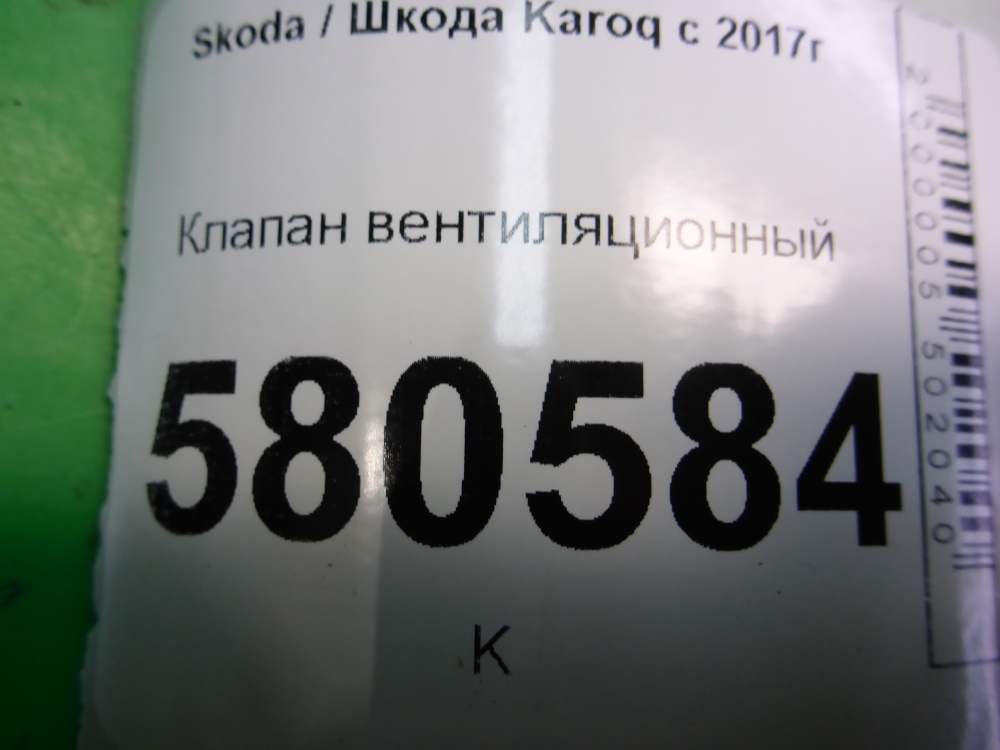 Skoda / Шкода Karoq с 2017г
Клапан вентиляционный
580584
К
2000005502040